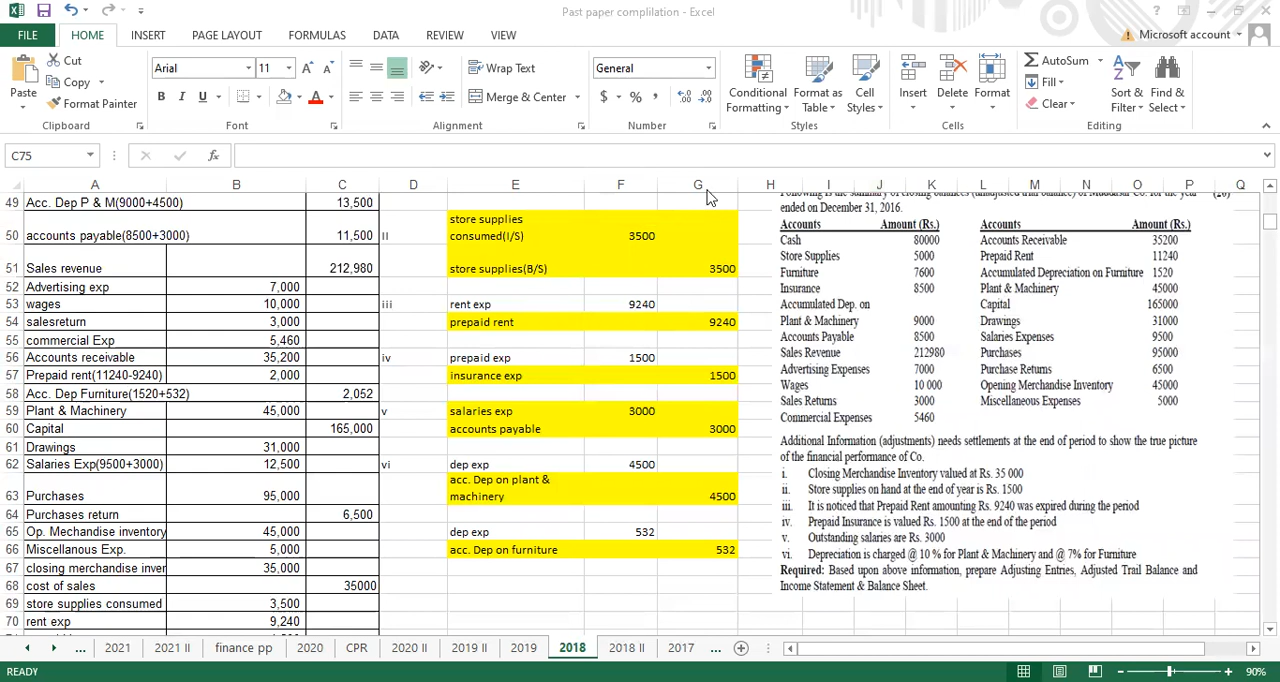 Past paper complilation - Excel
FILE HOME INSERT PAGE LAYOUT FORMULAS DATA REVIEW VIEW Microsoft account
Paste Cut Copy Format Painter Clipboard
Arial 11 B I U Font
Wrap Text Merge & Center Alignment
General $ % , Number
Conditional Formatting Format as Table Cell Styles Styles
Insert Delete Format Cells
AutoSum Fill Clear Sort & Filter Find & Select Editing
C75 fx
A B C D E F G H I J K L M N O P Q
49 Acc. Dep P & M(9000+4500) 13,500
50 accounts payable(8500+3000) 11,500 II store supplies consumed(I/S) 3500
51 Sales revenue 212,980 store supplies(B/S) 3500
52 Advertising exp 7,000
53 wages 10,000 iii rent exp 9240
54 salesreturn 3,000 prepaid rent 9240
55 commercial Exp 5,460
56 Accounts receivable 35,200 iv prepaid exp 1500
57 Prepaid rent(11240-9240) 2,000 insurance exp 1500
58 Acc. Dep Furniture(1520+532) 2,052
59 Plant & Machinery 45,000 v salaries exp 3000
60 Capital 165,000 accounts payable 3000
61 Drawings 31,000
62 Salaries Exp(9500+3000) 12,500 vi dep exp 4500
63 Purchases 95,000 acc. Dep on plant & machinery 4500
64 Purchases return 6,500
65 Op. Mechandise inventory 45,000 dep exp 532
66 Miscellanous Exp. 5,000 acc. Dep on furniture 532
67 closing merchandise inver 35,000
68 cost of sales 35000
69 store supplies consumed 3,500
70 rent exp 9,240
Following is the summary of closing balances (unadjusted trial balance) of Mudassar Co. for the year (20)
ended on December 31, 2016.
Accounts Amount (Rs.) Accounts Amount (Rs.)
Cash 80000 Accounts Receivable 35200
Store Supplies 5000 Prepaid Rent 11240
Furniture 7600 Accumulated Depreciation on Furniture 1520
Insurance 8500 Plant & Machinery 45000
Accumulated Dep. on Capital 165000
Plant & Machinery 9000 Drawings 31000
Accounts Payable 8500 Salaries Expenses 9500
Sales Revenue 212980 Purchases 95000
Advertising Expenses 7000 Purchase Returns 6500
Wages 10 000 Opening Merchandise Inventory 45000
Sales Returns 3000 Miscellaneous Expenses 5000
Commercial Expenses 5460
Additional Information (adjustments) needs settlements at the end of period to show the true picture
of the financial performance of Co.
i. Closing Merchandise Inventory valued at Rs. 35 000
ii. Store supplies on hand at the end of year is Rs. 1500
iii. It is noticed that Prepaid Rent amounting Rs. 9240 was expired during the period
iv. Prepaid Insurance is valued Rs. 1500 at the end of the period
v. Outstanding salaries are Rs. 3000
vi. Depreciation is charged @ 10 % for Plant & Machinery and @ 7% for Furniture
Required: Based upon above information, prepare Adjusting Entries, Adjusted Trail Balance and
Income Statement & Balance Sheet.
... 2021 2021 II finance pp 2020 CPR 2020 II 2019 II 2019 2018 2018 II 2017 ...
READY 90%